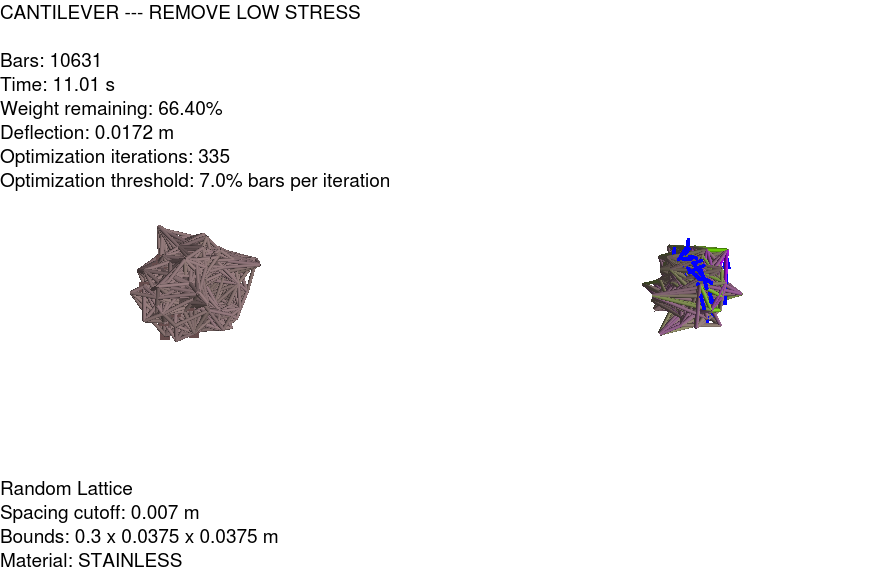 CANTILEVER --- REMOVE LOW STRESS
Bars: 10631
Time: 11.01 s
Weight remaining: 66.40%
Deflection: 0.0172 m
Optimization iterations: 335
Optimization threshold: 7.0% bars per iteration
Random Lattice
Spacing cutoff: 0.007 m
Bounds: 0.3 x 0.0375 x 0.0375 m
Material: STAINLESS